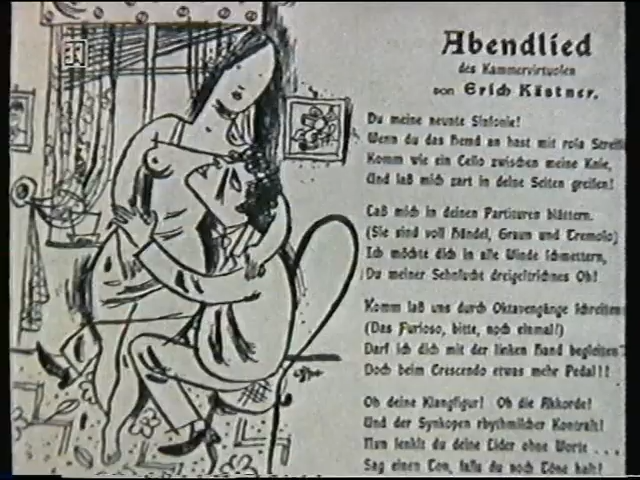 Abendlied
des Kammervirtuosen
von Erich Kästner.
Du meine neunte Sinfonie!
Wenn du das Hemd an hast mit rosa Streif
Komm wie ein Cello zwischen meine Knie,
Und laß mich zart in deine Seiten greifen!
Laß mich in deinen Partituren blättern.
(Sie sind voll Händel, Graun und Tremolo)
Ich möchte dich in alle Winde schmettern,
Du meiner Sehnsucht dreigestrichnes Oh!
Komm laß uns durch Oktavengänge schreiten
(Das Furioso, bitte, noch einmal!)
Darf ich dich mit der linken Hand begleiten?
Doch beim Crescendo etwas mehr Pedal!!
Oh deine Klangfigur! Oh die Akkorde!
Und der Synkopen rhythmischer Kontrast!
Nun senkst du deine Lider ohne Worte . . .
Sag einen Ton, falls du noch Töne hast!